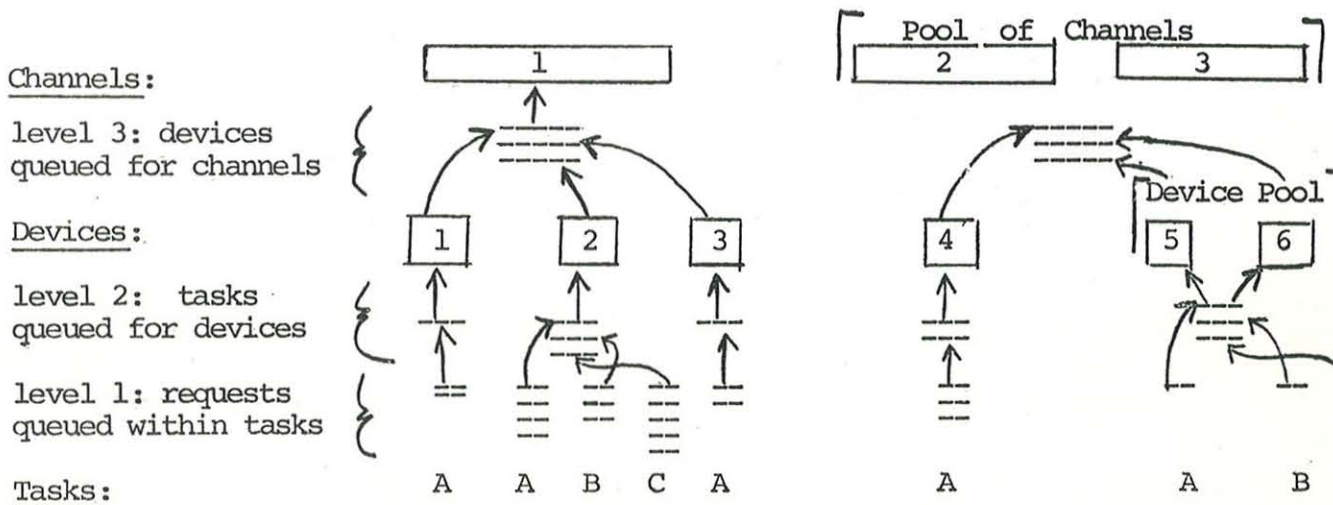 Pool of Channels
1 2 3
Channels:
level 3: devices
queued for channels
Device Pool
Devices: 1 2 3 4 5 6
level 2: tasks
queued for devices
level 1: requests
queued within tasks
Tasks: A A B C A A A B